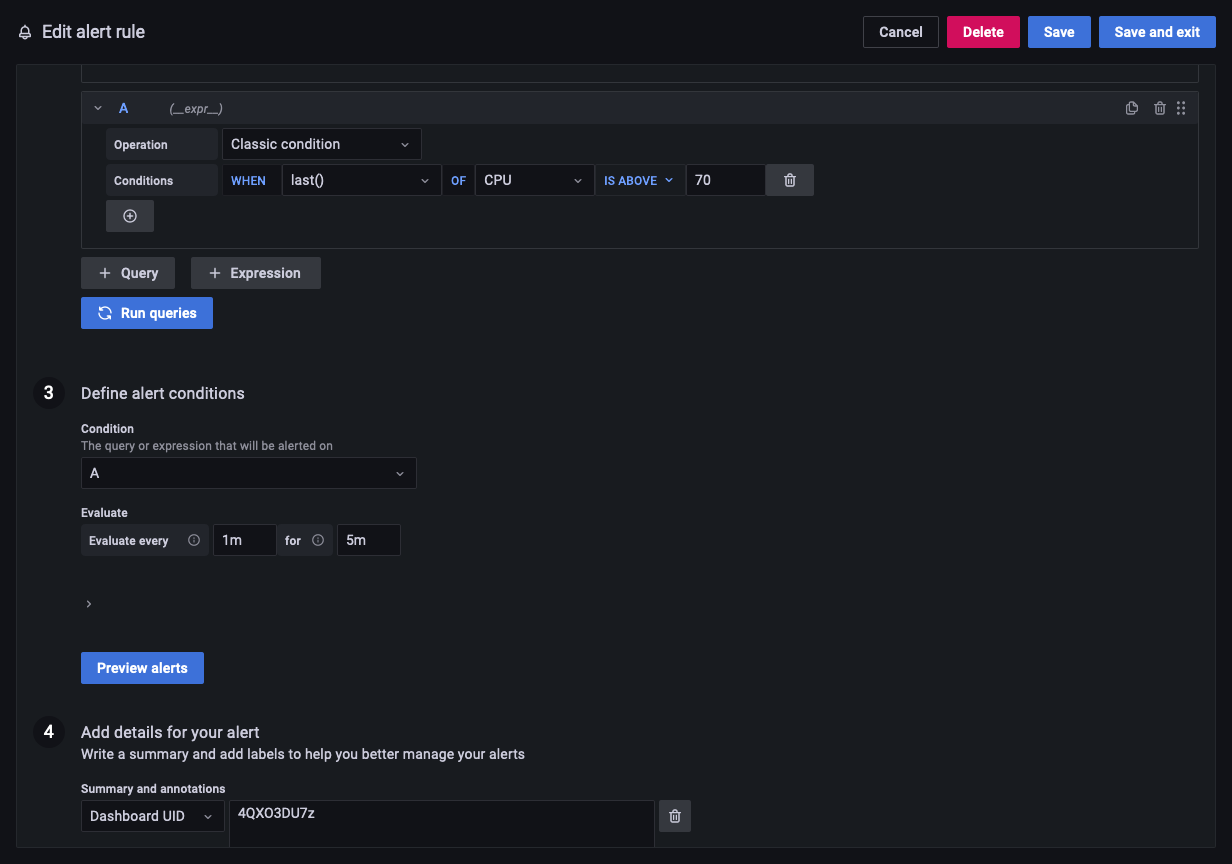 Edit alert rule Cancel Delete Save Save and exit
A (__expr__)
Operation Classic condition
Conditions WHEN last() OF CPU IS ABOVE 70
+ Query + Expression
Run queries
3 Define alert conditions
Condition
The query or expression that will be alerted on
A
Evaluate
Evaluate every 1m for 5m
Preview alerts
4 Add details for your alert
Write a summary and add labels to help you better manage your alerts
Summary and annotations
Dashboard UID 4QXO3DU7z